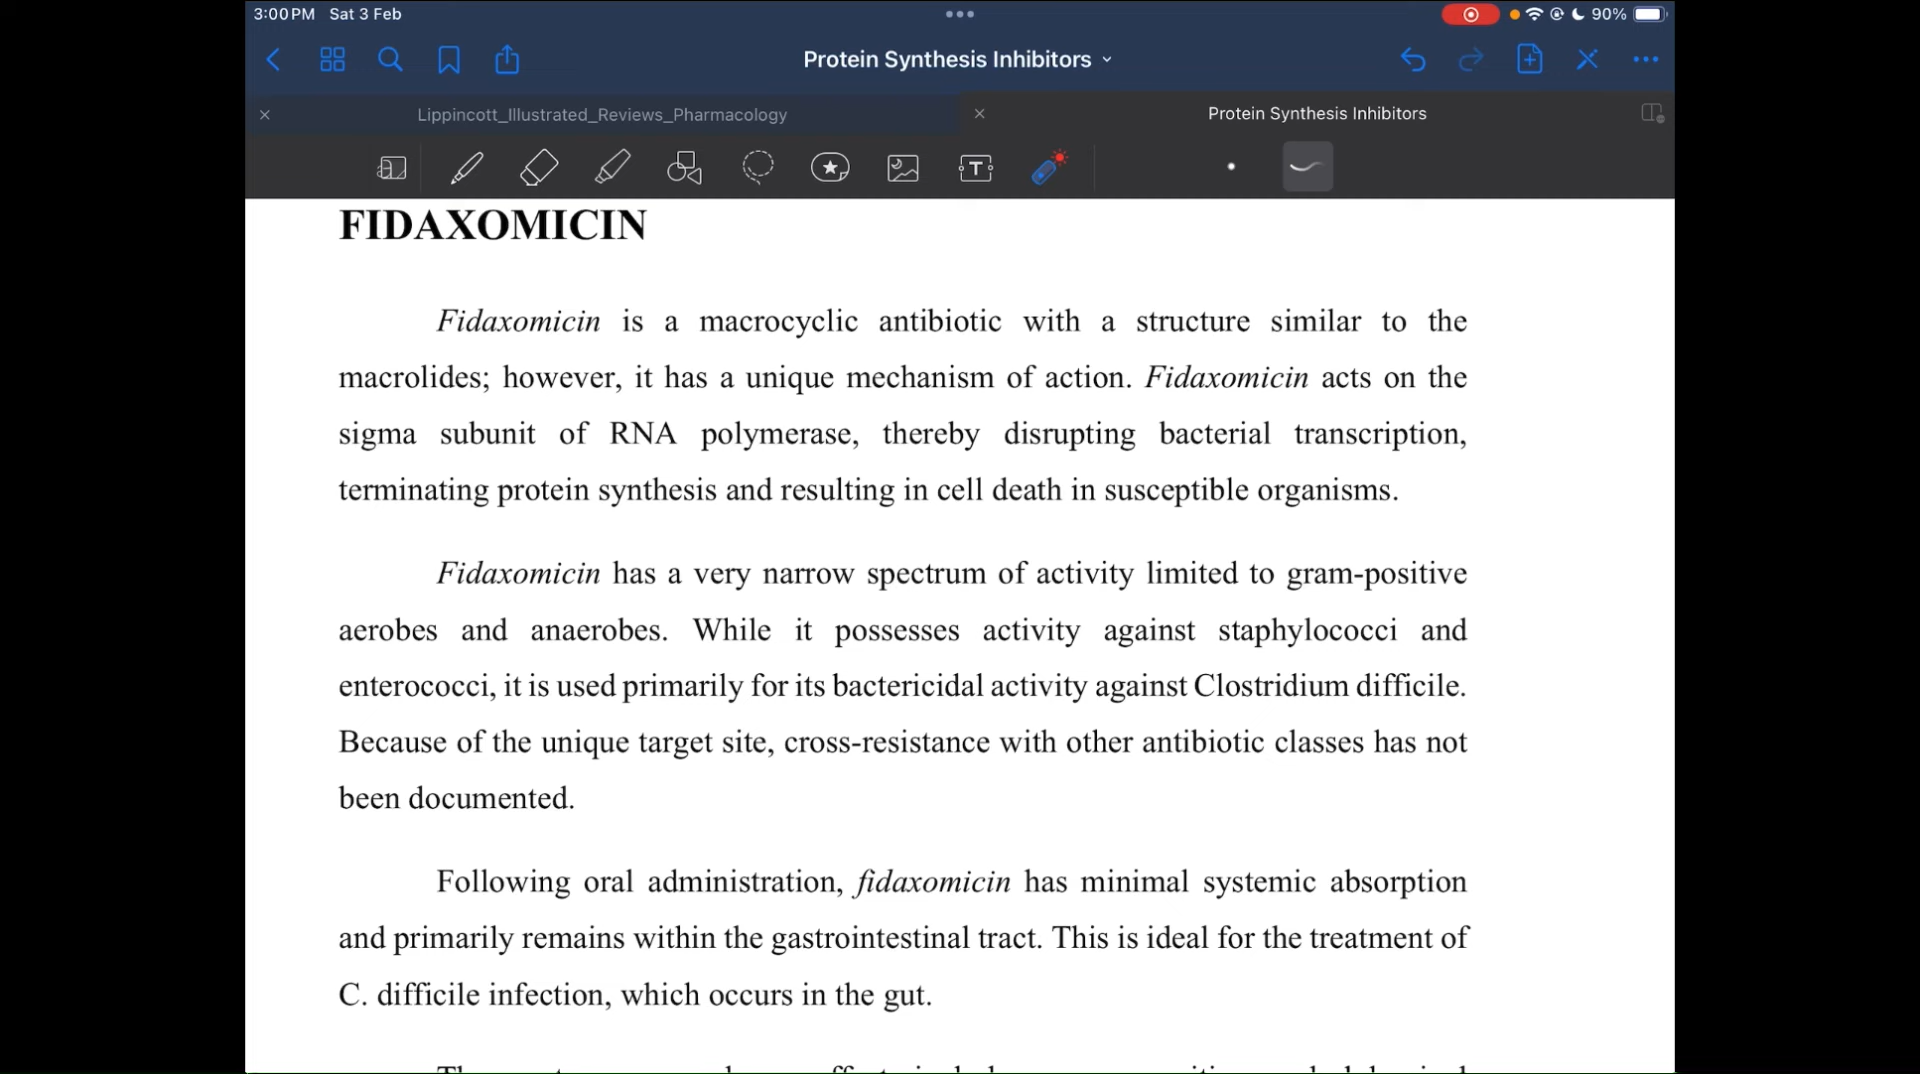 3:00 PM Sat 3 Feb
90%
Protein Synthesis Inhibitors
Lippincott_Illustrated_Reviews_Pharmacology
Protein Synthesis Inhibitors
FIDAXOMICIN
Fidaxomicin is a macrocyclic antibiotic with a structure similar to the
macrolides; however, it has a unique mechanism of action. Fidaxomicin acts on the
sigma subunit of RNA polymerase, thereby disrupting bacterial transcription,
terminating protein synthesis and resulting in cell death in susceptible organisms.
Fidaxomicin has a very narrow spectrum of activity limited to gram-positive
aerobes and anaerobes. While it possesses activity against staphylococci and
enterococci, it is used primarily for its bactericidal activity against Clostridium difficile.
Because of the unique target site, cross-resistance with other antibiotic classes has not
been documented.
Following oral administration, fidaxomicin has minimal systemic absorption
and primarily remains within the gastrointestinal tract. This is ideal for the treatment of
C. difficile infection, which occurs in the gut.